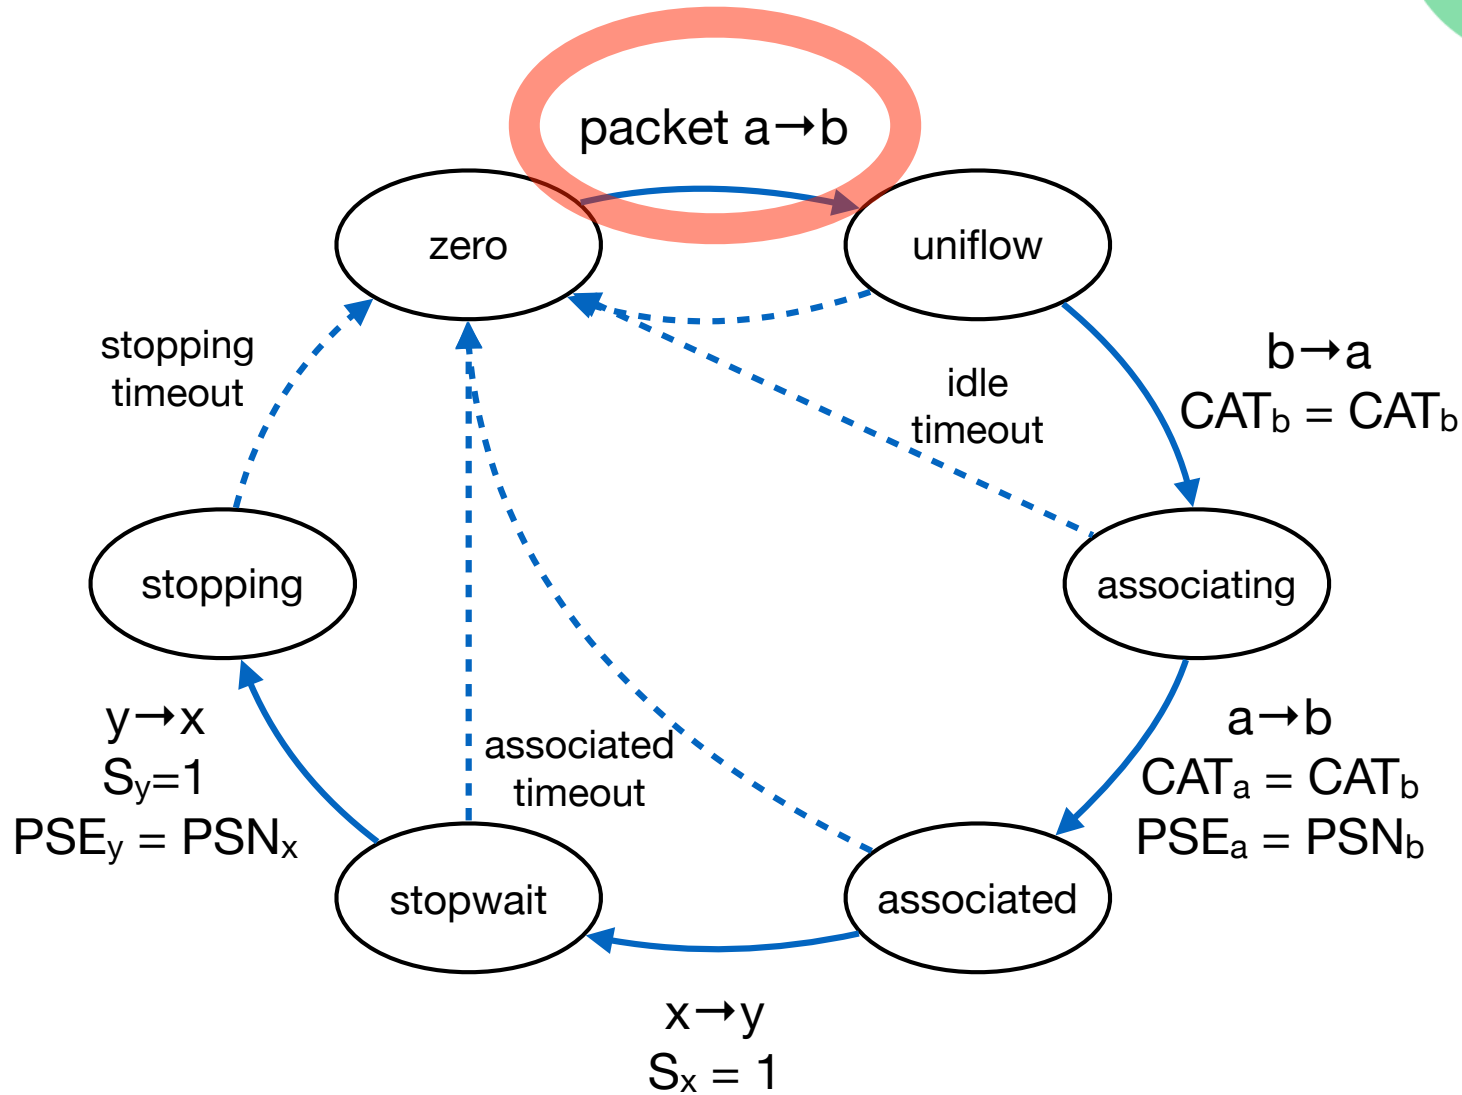 packet a→b
zero
uniflow
stopping
timeout
b→a
CATb = CATb
idle
timeout
stopping
associating
y→x
Sy=1
PSEy = PSNx
associated
timeout
a→b
CATa = CATb
PSEa = PSNb
stopwait
associated
x→y
Sx = 1